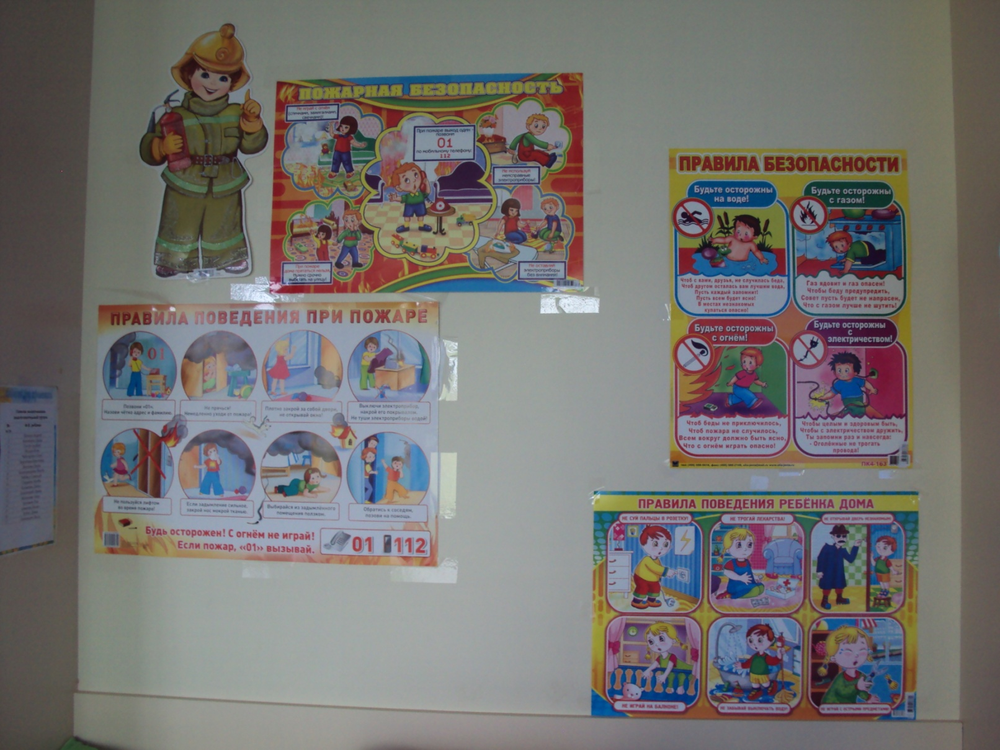 ПОЖАРНАЯ БЕЗОПАСНОСТЬ
Не играй с огнём
(спичками, зажигалками,
свечками)!
При пожаре выход один -
позвони
01
по мобильному телефону:
112
Не используй
неисправные
электроприборы!
При пожаре
дома прятаться нельзя.
Нужно срочно
выбежать на улицу!
Не оставляй
электроприборы
без внимания!
ПРАВИЛА ПОВЕДЕНИЯ ПРИ ПОЖАРЕ
01
Позвони «01».
Назови чётко адрес и фамилию.
Не прячься!
Немедленно уходи от пожара!
Плотно закрой за собой двери,
не открывай окна!
Выключи электроприбор,
накрой его покрывалом.
Не туши электроприборы водой!
Не пользуйся лифтом
во время пожара!
Если задымление сильное,
закрой нос мокрой тканью.
Выбирайся из задымлённого
помещения ползком.
Обратись к соседям,
позови на помощь.
Будь осторожен! С огнём не играй!
Если пожар, «01» вызывай.
01 112
ПРАВИЛА БЕЗОПАСНОСТИ
Будьте осторожны
на воде!
Чтоб с вами, друзья, не случилась беда,
Чтоб другом осталась вам лучшим вода,
Пусть каждый запомнит!
Пусть всем будет ясно!
В местах незнакомых
купаться опасно!
Будьте осторожны
с газом!
Газ ядовит и газ опасен!
Чтобы беду предупредить,
Совет пусть будет не напрасен,
Что с газом лучше не шутить!
Будьте осторожны
с огнём!
Чтоб беды не приключилось,
Чтоб пожара не случилось,
Всем вокруг должно быть ясно,
Что с огнём играть опасно!
Будьте осторожны
с
электричеством!
Чтобы целым и здоровым быть,
Чтобы с электричеством дружить,
Ты запомни раз и навсегда:
- Оголённые не трогать
провода!
ПК4-163
ПРАВИЛА ПОВЕДЕНИЯ РЕБЁНКА ДОМА
НЕ СУЙ ПАЛЬЦЫ В РОЗЕТКУ!
НЕ ТРОГАЙ ЛЕКАРСТВА!
НЕ ОТКРЫВАЙ ДВЕРЬ НЕЗНАКОМЫМ!
НЕ ИГРАЙ НА БАЛКОНЕ!
НЕ ЗАБЫВАЙ ВЫКЛЮЧАТЬ ВОДУ!
НЕ ИГРАЙ С ОСТРЫМИ ПРЕДМЕТАМИ!